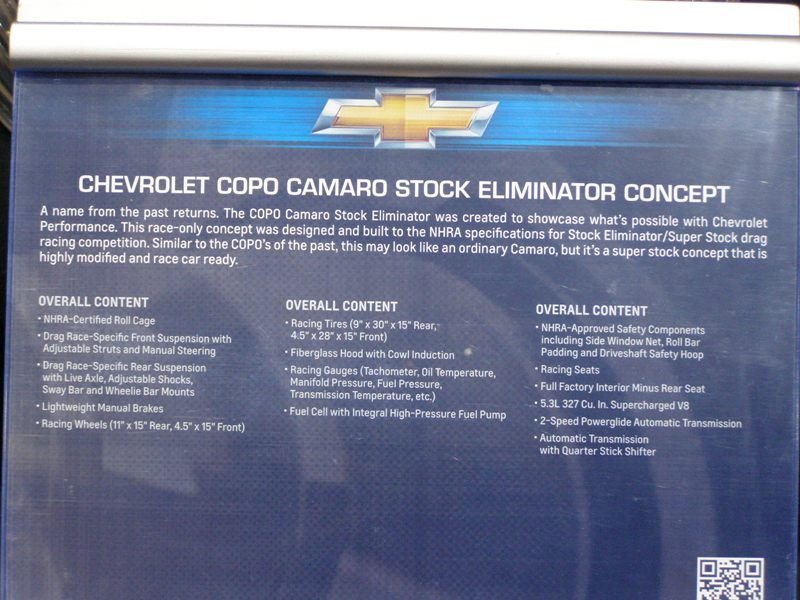 CHEVROLET COPO CAMARO STOCK ELIMINATOR CONCEPT
A name from the past returns. The COPO Camaro Stock Eliminator was created to showcase what's possible with Chevrolet
Performance. This race-only concept was designed and built to the NHRA specifications for Stock Eliminator/Super Stock drag
racing competition. Similar to the COPO's of the past, this may look like an ordinary Camaro, but it's a super stock concept that is
highly modified and race car ready.
OVERALL CONTENT
• NHRA-Certified Roll Cage
• Drag Race-Specific Front Suspension with
Adjustable Struts and Manual Steering
• Drag Race-Specific Rear Suspension
with Live Axle, Adjustable Shocks,
Sway Bar and Wheelie Bar Mounts
• Lightweight Manual Brakes
• Racing Wheels (11" x 15" Rear, 4.5" x 15" Front)
OVERALL CONTENT
• Racing Tires (9" x 30" x 15" Rear,
4.5" x 28" x 15" Front)
• Fiberglass Hood with Cowl Induction
• Racing Gauges (Tachometer, Oil Temperature,
Manifold Pressure, Fuel Pressure,
Transmission Temperature, etc.)
• Fuel Cell with Integral High-Pressure Fuel Pump
OVERALL CONTENT
• NHRA-Approved Safety Components
including Side Window Net, Roll Bar
Padding and Driveshaft Safety Hoop
• Racing Seats
• Full Factory Interior Minus Rear Seat
• 5.3L 327 Cu. In. Supercharged V8
• 2-Speed Powerglide Automatic Transmission
• Automatic Transmission
with Quarter Stick Shifter